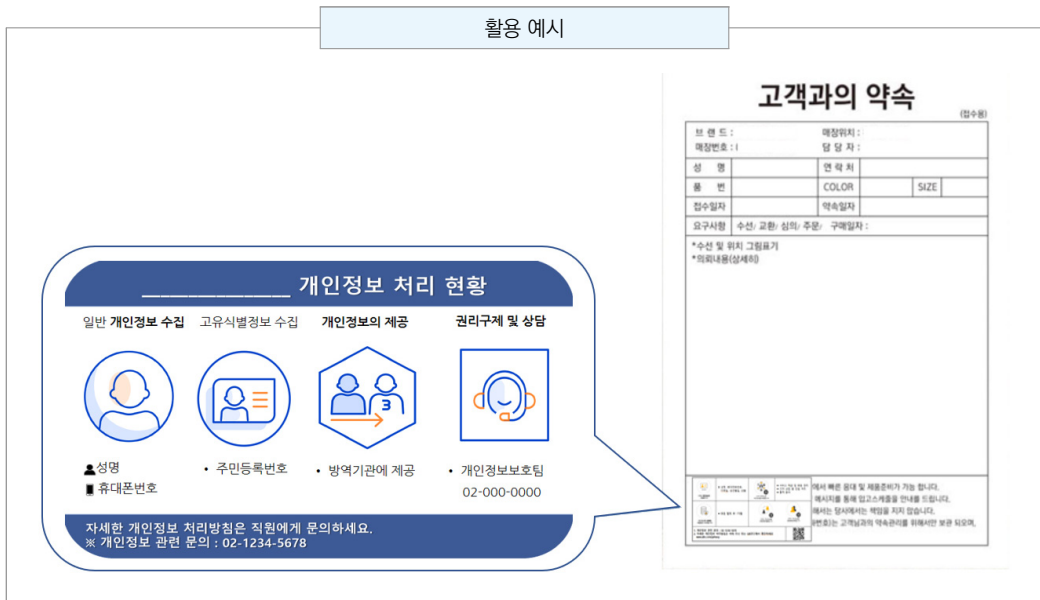 활용 예시
고객과의 약속
(접수용)
브 랜 드 : 매장위치 :
매장번호 : 담 당 자 :
성 명 연 락 처
품 번 COLOR SIZE
접수일자 약속일자
요구사항 수선/ 교환/ 심의/ 주문/ 구매일자 :
*수선 및 위치 그림표기
*의뢰내용(상세히)
에서 빠른 응대 및 제품준비가 가능 합니다.
메시지를 통해 입고스케줄을 안내를 드립니다.
해서는 당사에서는 책임을 지지 않습니다.
번호)는 고객님과의 약속관리를 위해서만 보관 되오며,
________________ 개인정보 처리 현황
일반 개인정보 수집 고유식별정보 수집 개인정보의 제공 권리구제 및 상담
3
성명 • 주민등록번호 • 방역기관에 제공 • 개인정보보호팀
휴대폰번호 02-000-0000
자세한 개인정보 처리방침은 직원에게 문의하세요.
※ 개인정보 관련 문의 : 02-1234-5678